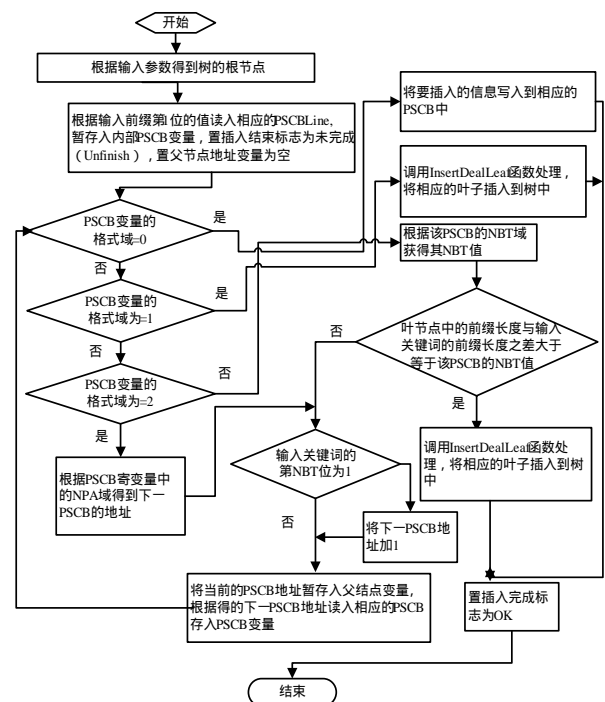 开始
根据输入参数得到树的根节点
根据输入前缀第1位的值读入相应的PSCBLine,
暂存入内部PSCB变量，置插入结束标志为未完成
（Unfinish），置父节点地址变量为空
将要插入的信息写入到相应的
PSCB中
调用InsertDealLeaf函数处理，
将相应的叶子插入到树中
PSCB变量的
格式域=0
是
否
根据该PSCB的NBT域
获得其NBT值
PSCB变量的
格式域为=1
是
否
叶节点中的前缀长度与输入
关键词的前缀长度之差大于
等于该PSCB的NBT值
否
是
PSCB变量的
格式域为=2
否
是
调用InsertDealLeaf函数处
理，将相应的叶子插入到树
中
根据PSCB寄变量中
的NPA域得到下一
PSCB的地址
输入关键词的
第NBT位为1
是
否
将下一PSCB地
址加1
将当前的PSCB地址暂存入父结点变量，
根据得的下一PSCB地址读入相应的PSCB
存入PSCB变量
置插入完成标
志为OK
结束